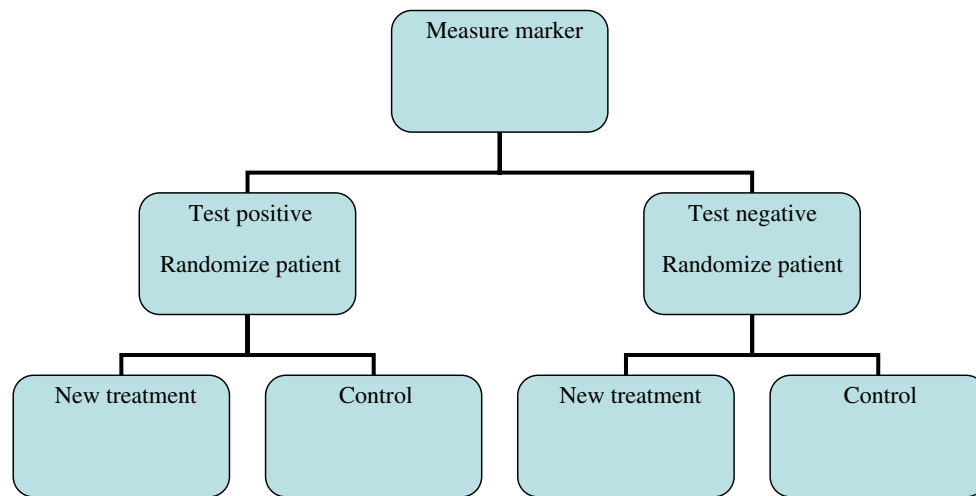 Measure marker
Test positive
Randomize patient
Test negative
Randomize patient
New treatment
Control
New treatment
Control